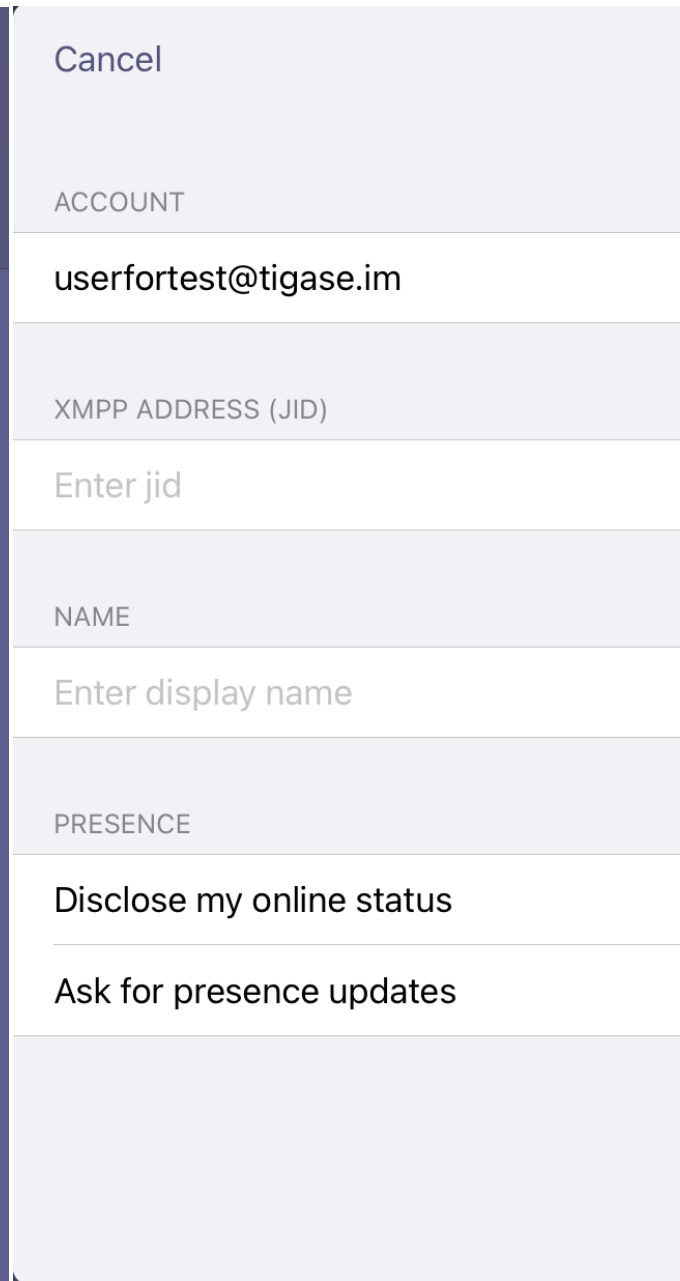 Cancel
ACCOUNT
userfortest@tigase.im
XMPP ADDRESS (JID)
Enter jid
NAME
Enter display name
PRESENCE
Disclose my online status
Ask for presence updates